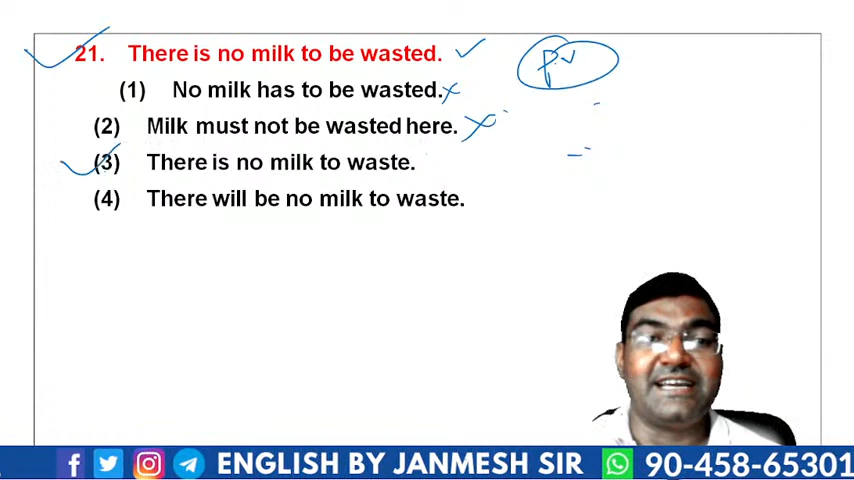 21. There is no milk to be wasted.
(1) No milk has to be wasted.
(2) Milk must not be wasted here.
(3) There is no milk to waste.
(4) There will be no milk to waste.
P.V
ENGLISH BY JANMESH SIR 90-458-65301